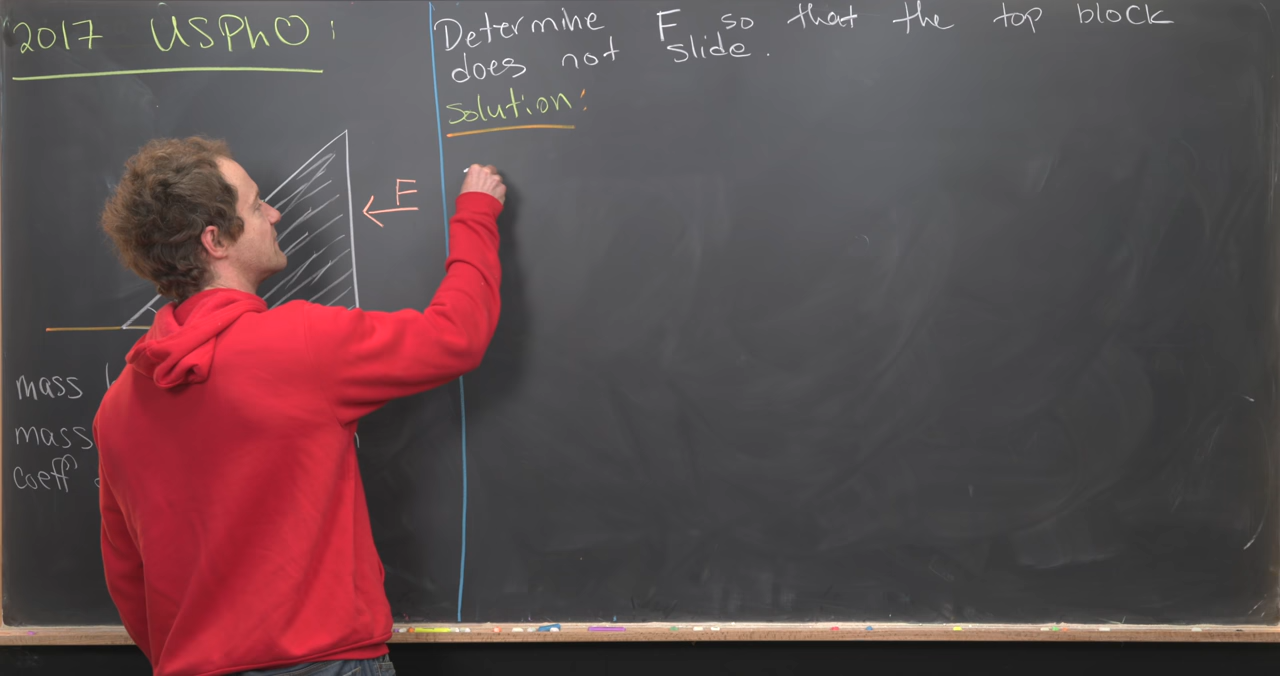 2017 USPhO :
Determine F so that the top block
does not slide.
solution:
F
mass
mass
coeff